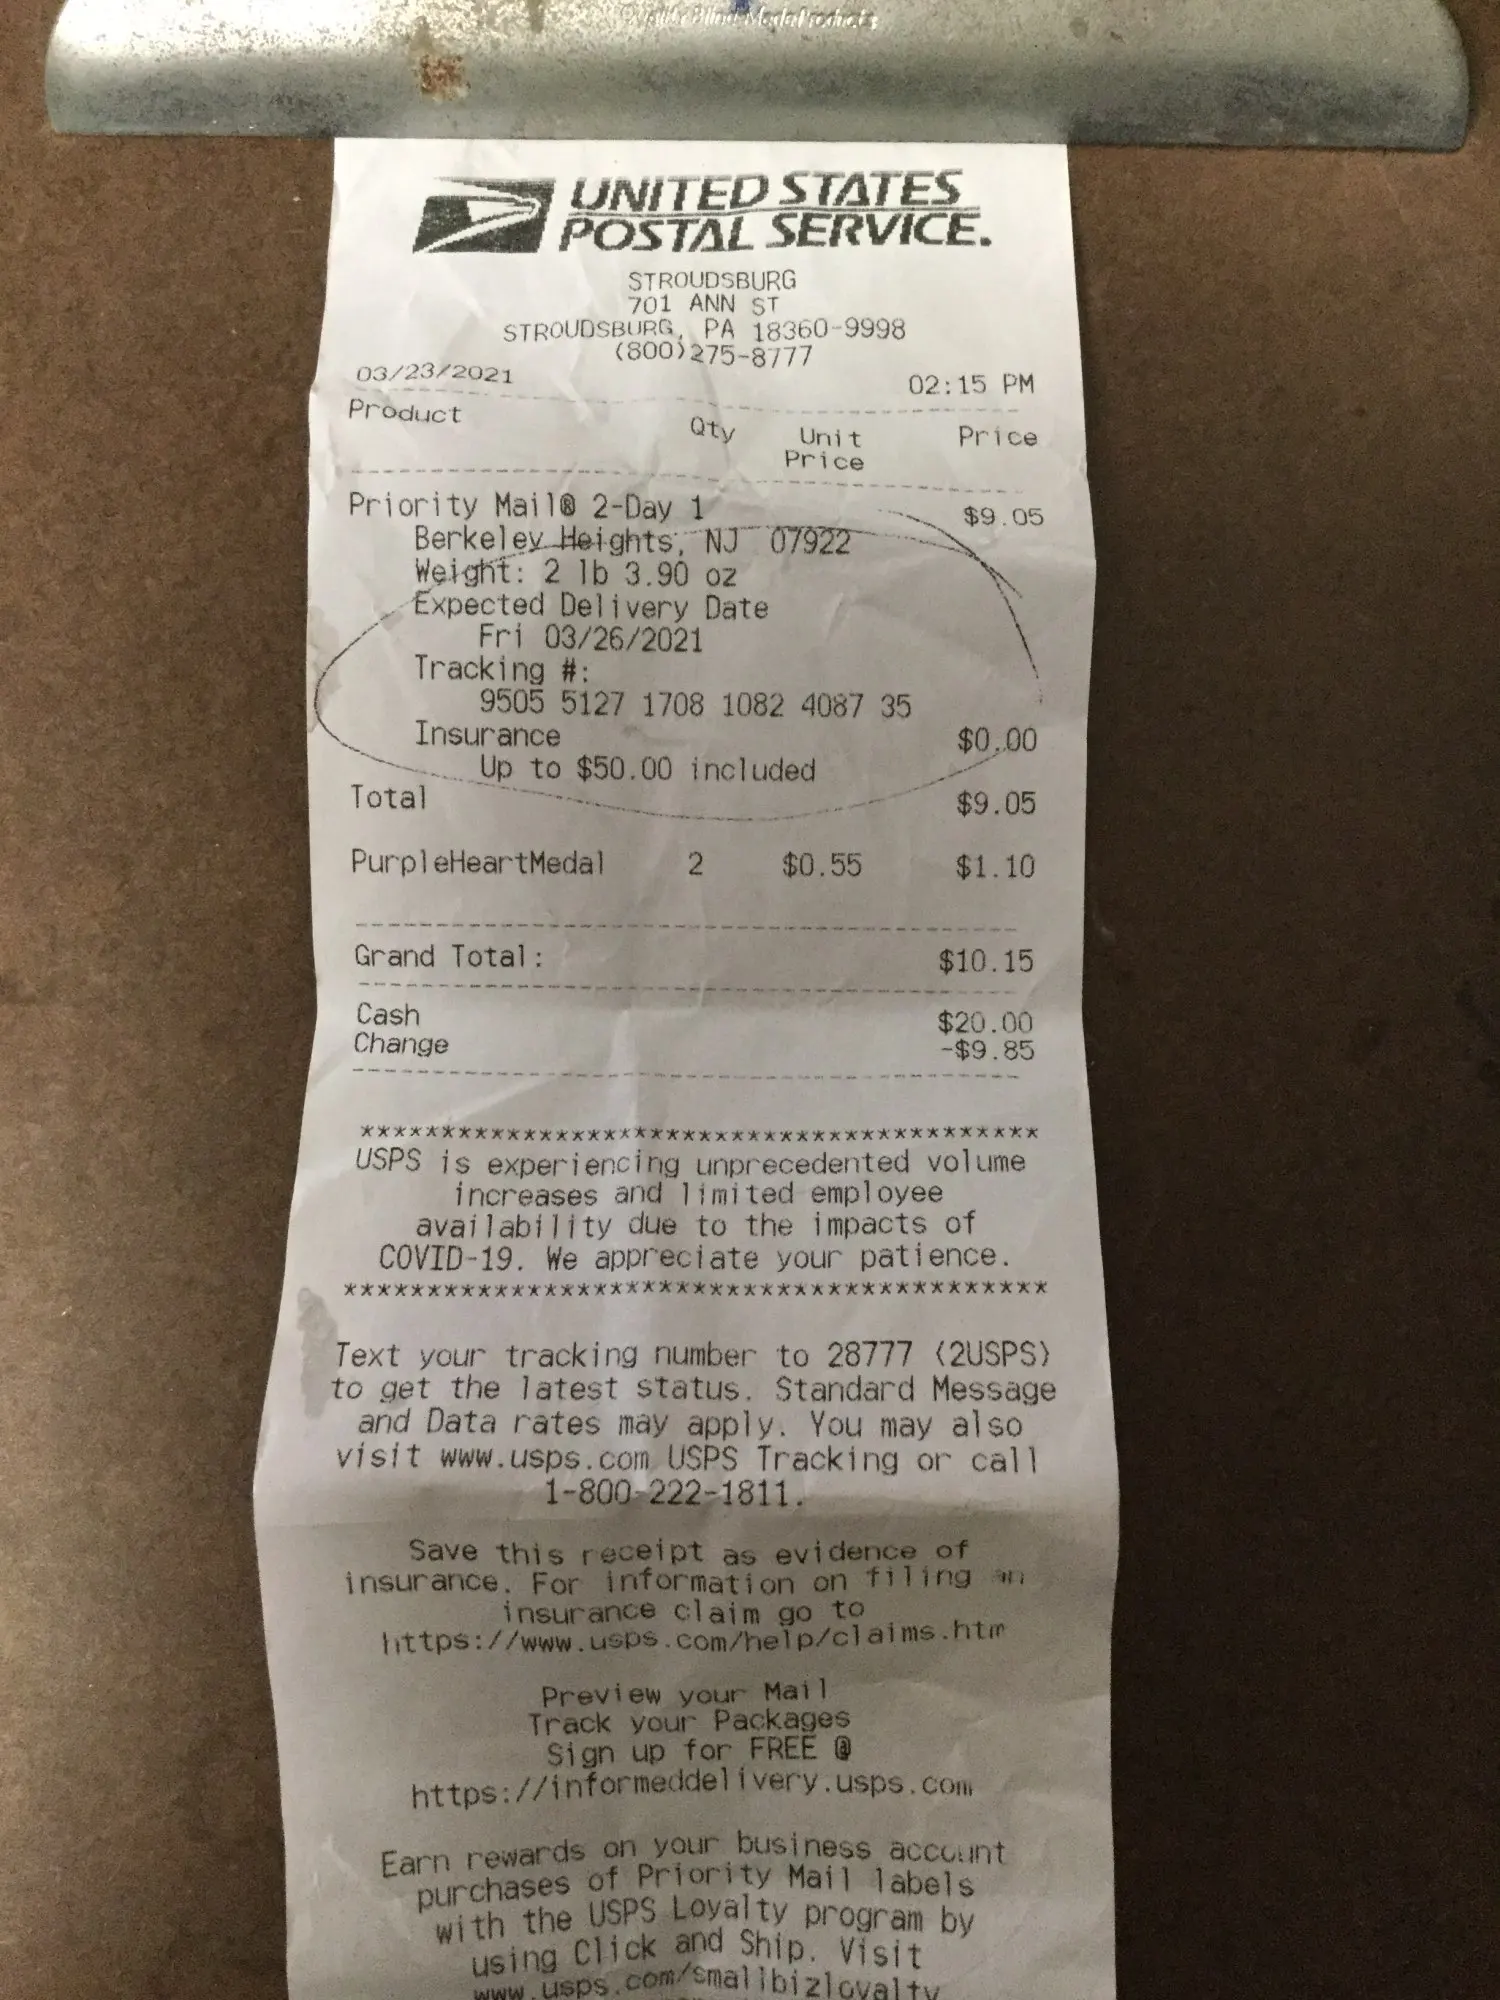 UNITED STATES
POSTAL SERVICE.
STROUDSBURG
701 ANN ST
STROUDSBURG, PA 18360-9998
(800)275-8777
03/23/2021 02:15 PM
Product Qty Unit Price
Price
Priority Mail® 2-Day 1 $9.05
Berkeley Heights, NJ 07922
Weight: 2 lb 3.90 oz
Expected Delivery Date
Fri 03/26/2021
Tracking #:
9505 5127 1708 1082 4087 35
Insurance $0.00
Up to $50.00 included
Total $9.05
PurpleHeartMedal 2 $0.55 $1.10
Grand Total: $10.15
Cash $20.00
Change -$9.85
******************************************
USPS is experiencing unprecedented volume
increases and limited employee
availability due to the impacts of
COVID-19. We appreciate your patience.
******************************************
Text your tracking number to 28777 (2USPS)
to get the latest status. Standard Message
and Data rates may apply. You may also
visit www.usps.com USPS Tracking or call
1-800-222-1811.
Save this receipt as evidence of
insurance. For information on filing an
insurance claim go to
https://www.usps.com/help/claims.htm
Preview your Mail
Track your Packages
Sign up for FREE @
https://informeddelivery.usps.com
Earn rewards on your business account
purchases of Priority Mail labels
with the USPS Loyalty program by
using Click and Ship. Visit
www.usps.com/smallbizloyalty